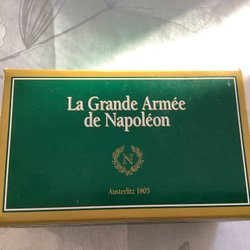 La Grande Armée
de Napoléon
N
Austerlitz 1805